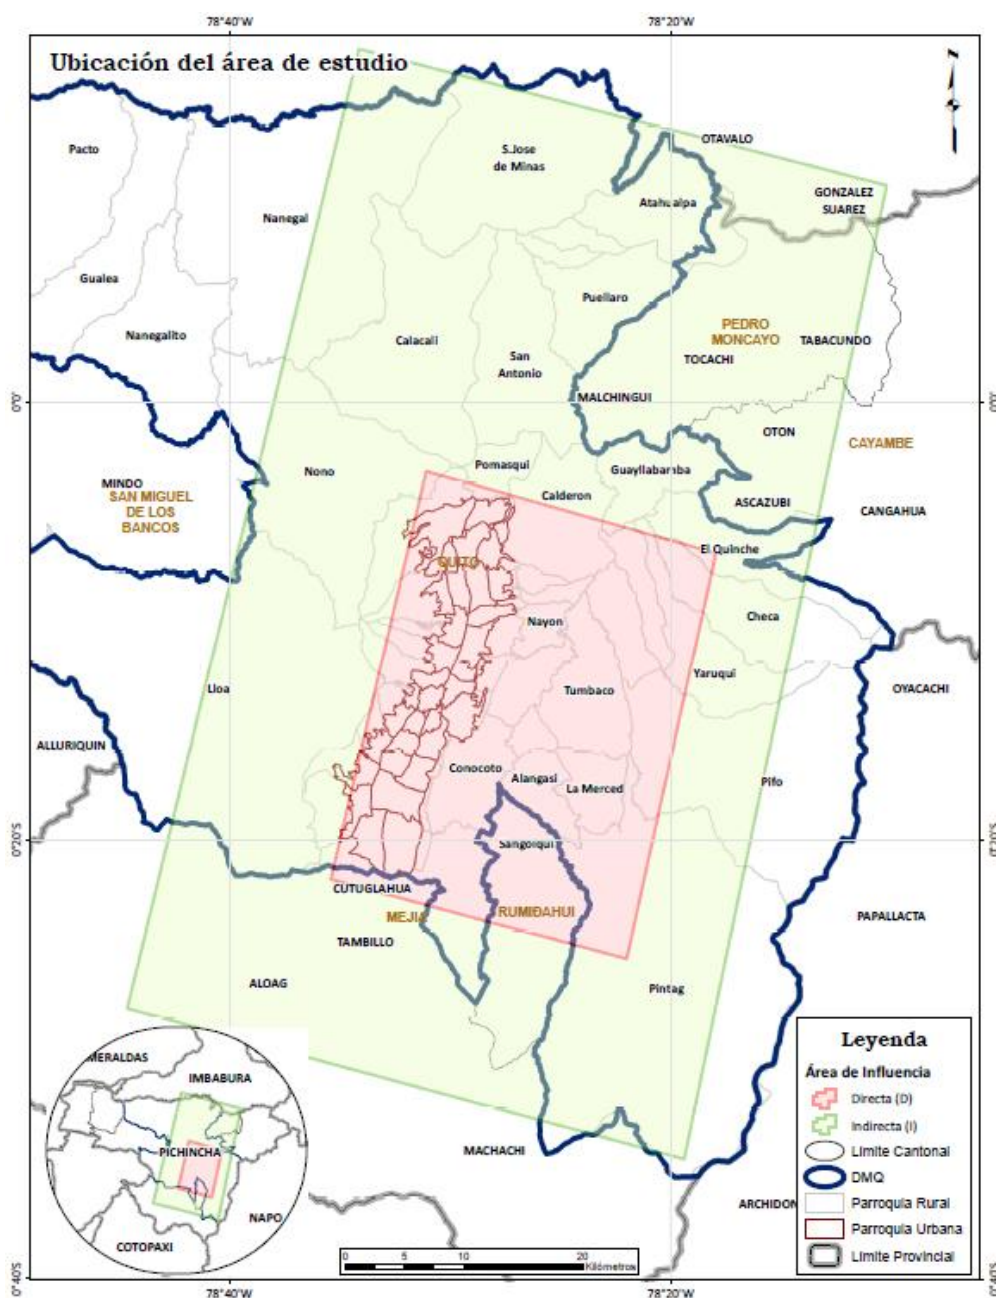 78°40'W
78°20'W
Ubicación del área de estudio
OTAVALO
Pacto
S.Jose
de Minas
GONZALEZ
SUAREZ
Nanegal
Atahualpa
Gualea
Puellaro
Nanegalito
Calacali
PEDRO
MONCAYO
TABACUNDO
San
Antonio
TOCACHI
0°0'
MALCHINGUI
0°0'
OTON
CAYAMBE
Nono
Pomasqui
Guayllabamba
MINDO
SAN MIGUEL
DE LOS
BANCOS
Calderon
ASCAZUBI
CANGAHUA
El Quinche
QUITO
Nayon
Checa
Lloa
Tumbaco
Yaruqui
OYACACHI
ALLURIQUIN
Conocoto
Alangasi
La Merced
Pifo
0°20'S
Sangolqui
0°20'S
CUTUGLAHUA
MEJIA
RUMIÐAHUI
PAPALLACTA
TAMBILLO
ALOAG
Pintag
MERALDAS
IMBABURA
PICHINCHA
NAPO
COTOPAXI
MACHACHI
ARCHIDON
Leyenda
Área de Influencia
Directa (D)
Indirecta (I)
Limite Cantonal
DMQ
Parroquia Rural
Parroquia Urbana
Limite Provincial
0 5 10 20
Kilómetros
0°40'S
0°40'S
78°40'W
78°20'W